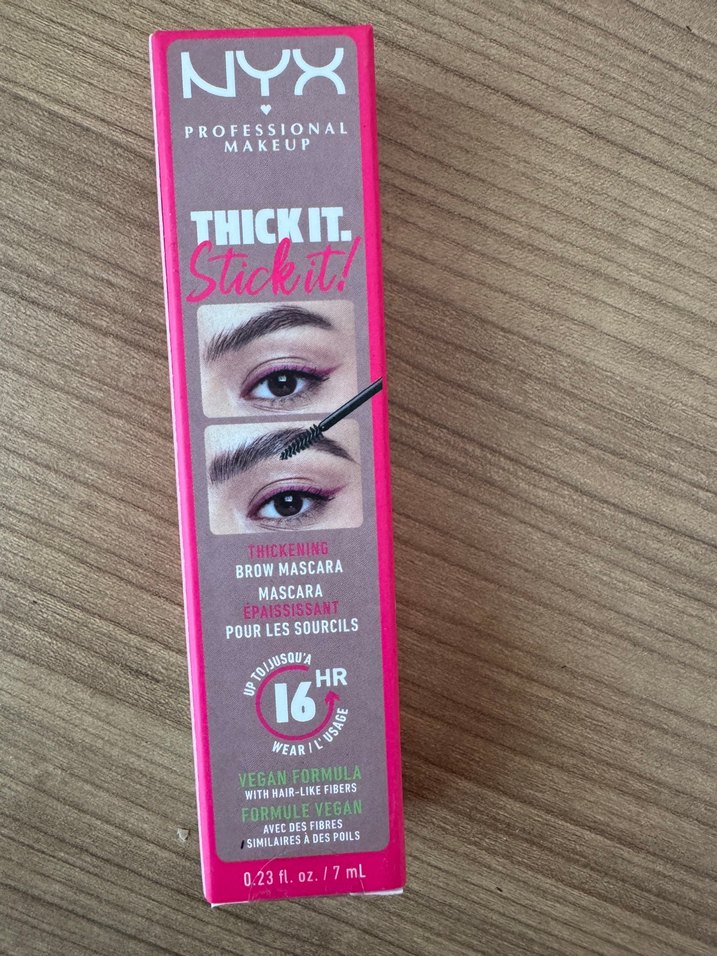 NYX
PROFESSIONAL
MAKEUP
THICK IT.
Stick it!
THICKENING
BROW MASCARA
MASCARA
ÉPAISSISSANT
POUR LES SOURCILS
UP TO/JUSQU'À
16 HR
WEAR / L'USAGE
VEGAN FORMULA
WITH HAIR-LIKE FIBERS
FORMULE VEGAN
AVEC DES FIBRES
SIMILAIRES À DES POILS
0.23 fl. oz. / 7 mL